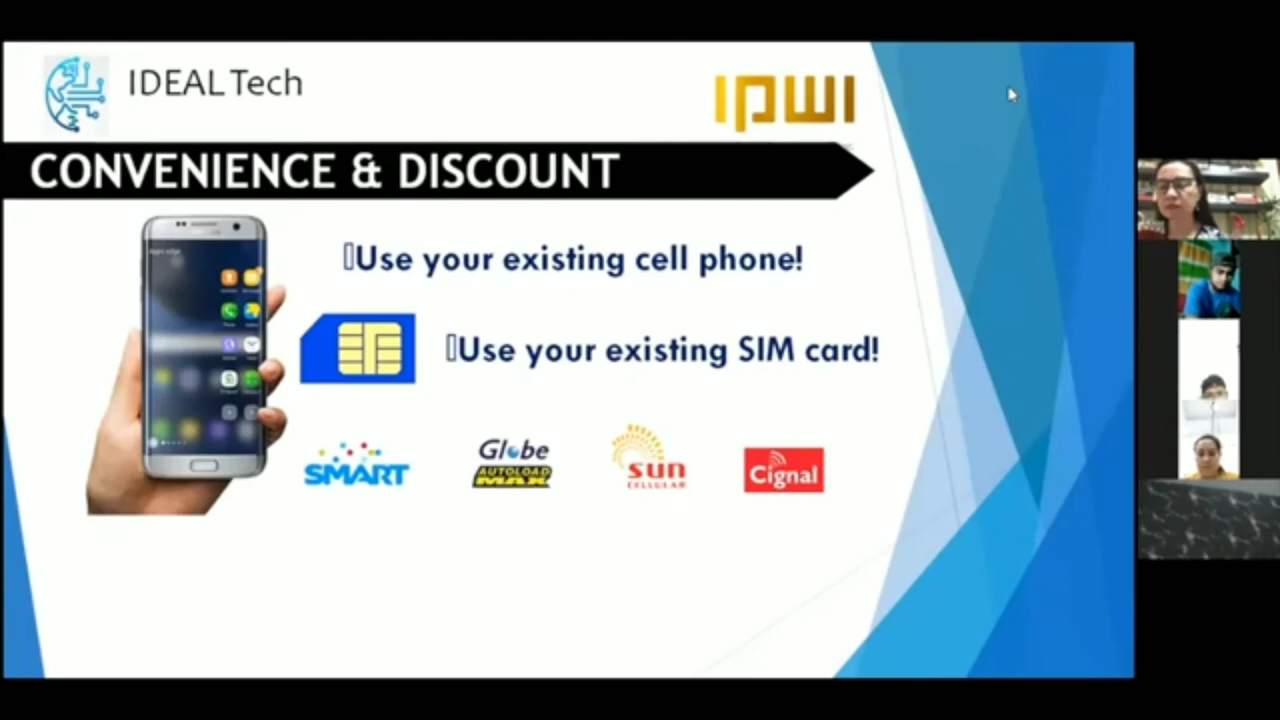 IDEAL Tech
IPWI
CONVENIENCE & DISCOUNT
Use your existing cell phone!
Use your existing SIM card!
SMART
Globe
AUTOLOAD
MAX
sun
CELLULAR
Cignal